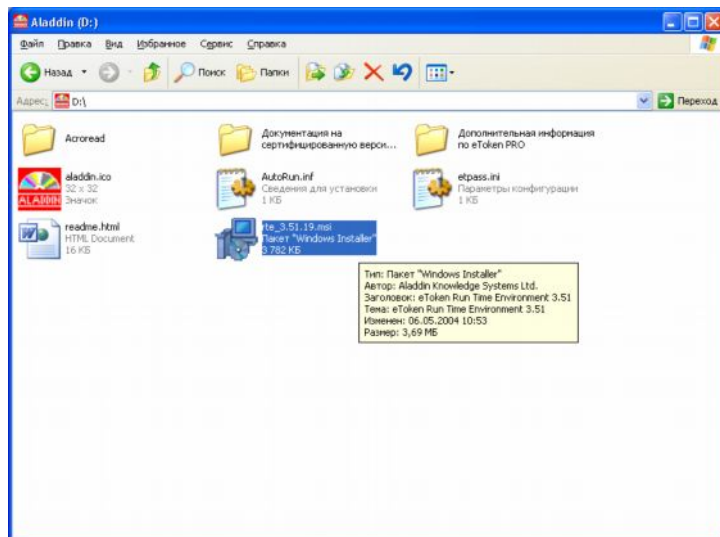 Aladdin (D:)
Файл Правка Вид Избранное Сервис Справка
Назад Поиск Папки
Адрес: D:\ Переход
Acroread
Документация на
сертифицированную верси...
Дополнительная информация
по eToken PRO
aladdin.ico
32 x 32
Значок
ALADDIN
AutoRun.inf
Сведения для установки
1 КБ
etpass.ini
Параметры конфигурации
1 КБ
readme.html
HTML Document
16 КБ
rte_3.51.19.msi
Пакет "Windows Installer"
3 782 КБ
Тип: Пакет "Windows Installer"
Автор: Aladdin Knowledge Systems Ltd.
Заголовок: eToken Run Time Environment 3.51
Тема: eToken Run Time Environment 3.51
Изменен: 06.05.2004 10:53
Размер: 3,69 МБ